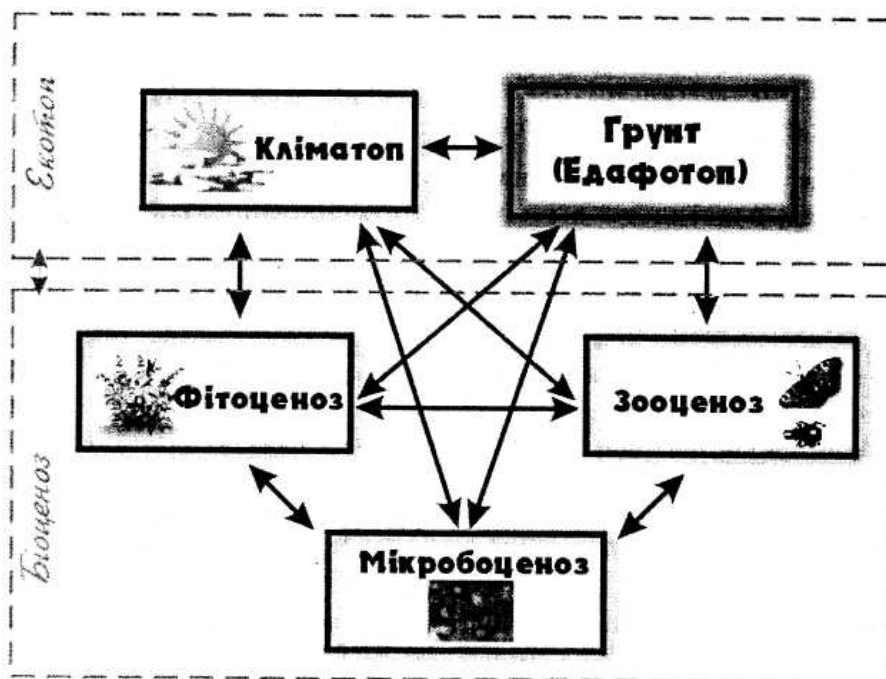 Екотоп
Кліматоп
Грунт
(Едафотоп)
Біоценоз
Фітоценоз
Зооценоз
Мікробоценоз